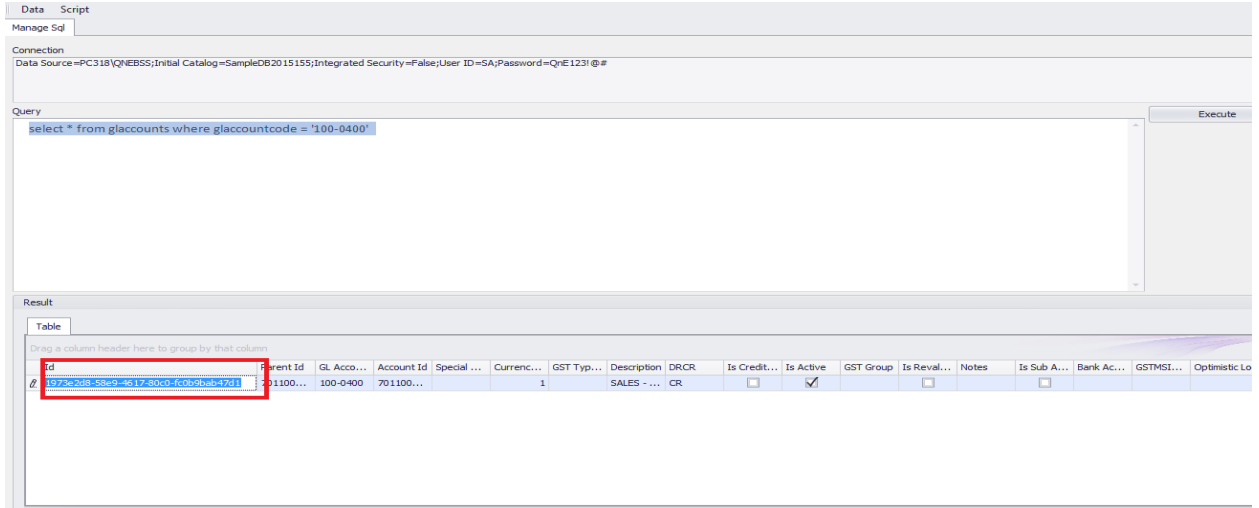 Data Script
Manage Sql
Connection
Data Source=PC318\QNEBSS;Initial Catalog=SampleDB2015155;Integrated Security=False;User ID=SA;Password=QnE123!@#
Query
Execute
select * from glaccounts where glaccountcode = '100-0400'
Result
Table
Drag a column header here to group by that column
Id Parent Id GL Acco... Account Id Special ... Currenc... GST Typ... Description DRCR Is Credit... Is Active GST Group Is Reval... Notes Is Sub A... Bank Ac... GSTMSI... Optimistic Lo
1973e2d8-58e9-4617-80c0-fc0b9bab47d1 701100... 100-0400 701100... 1 SALES - ... CR